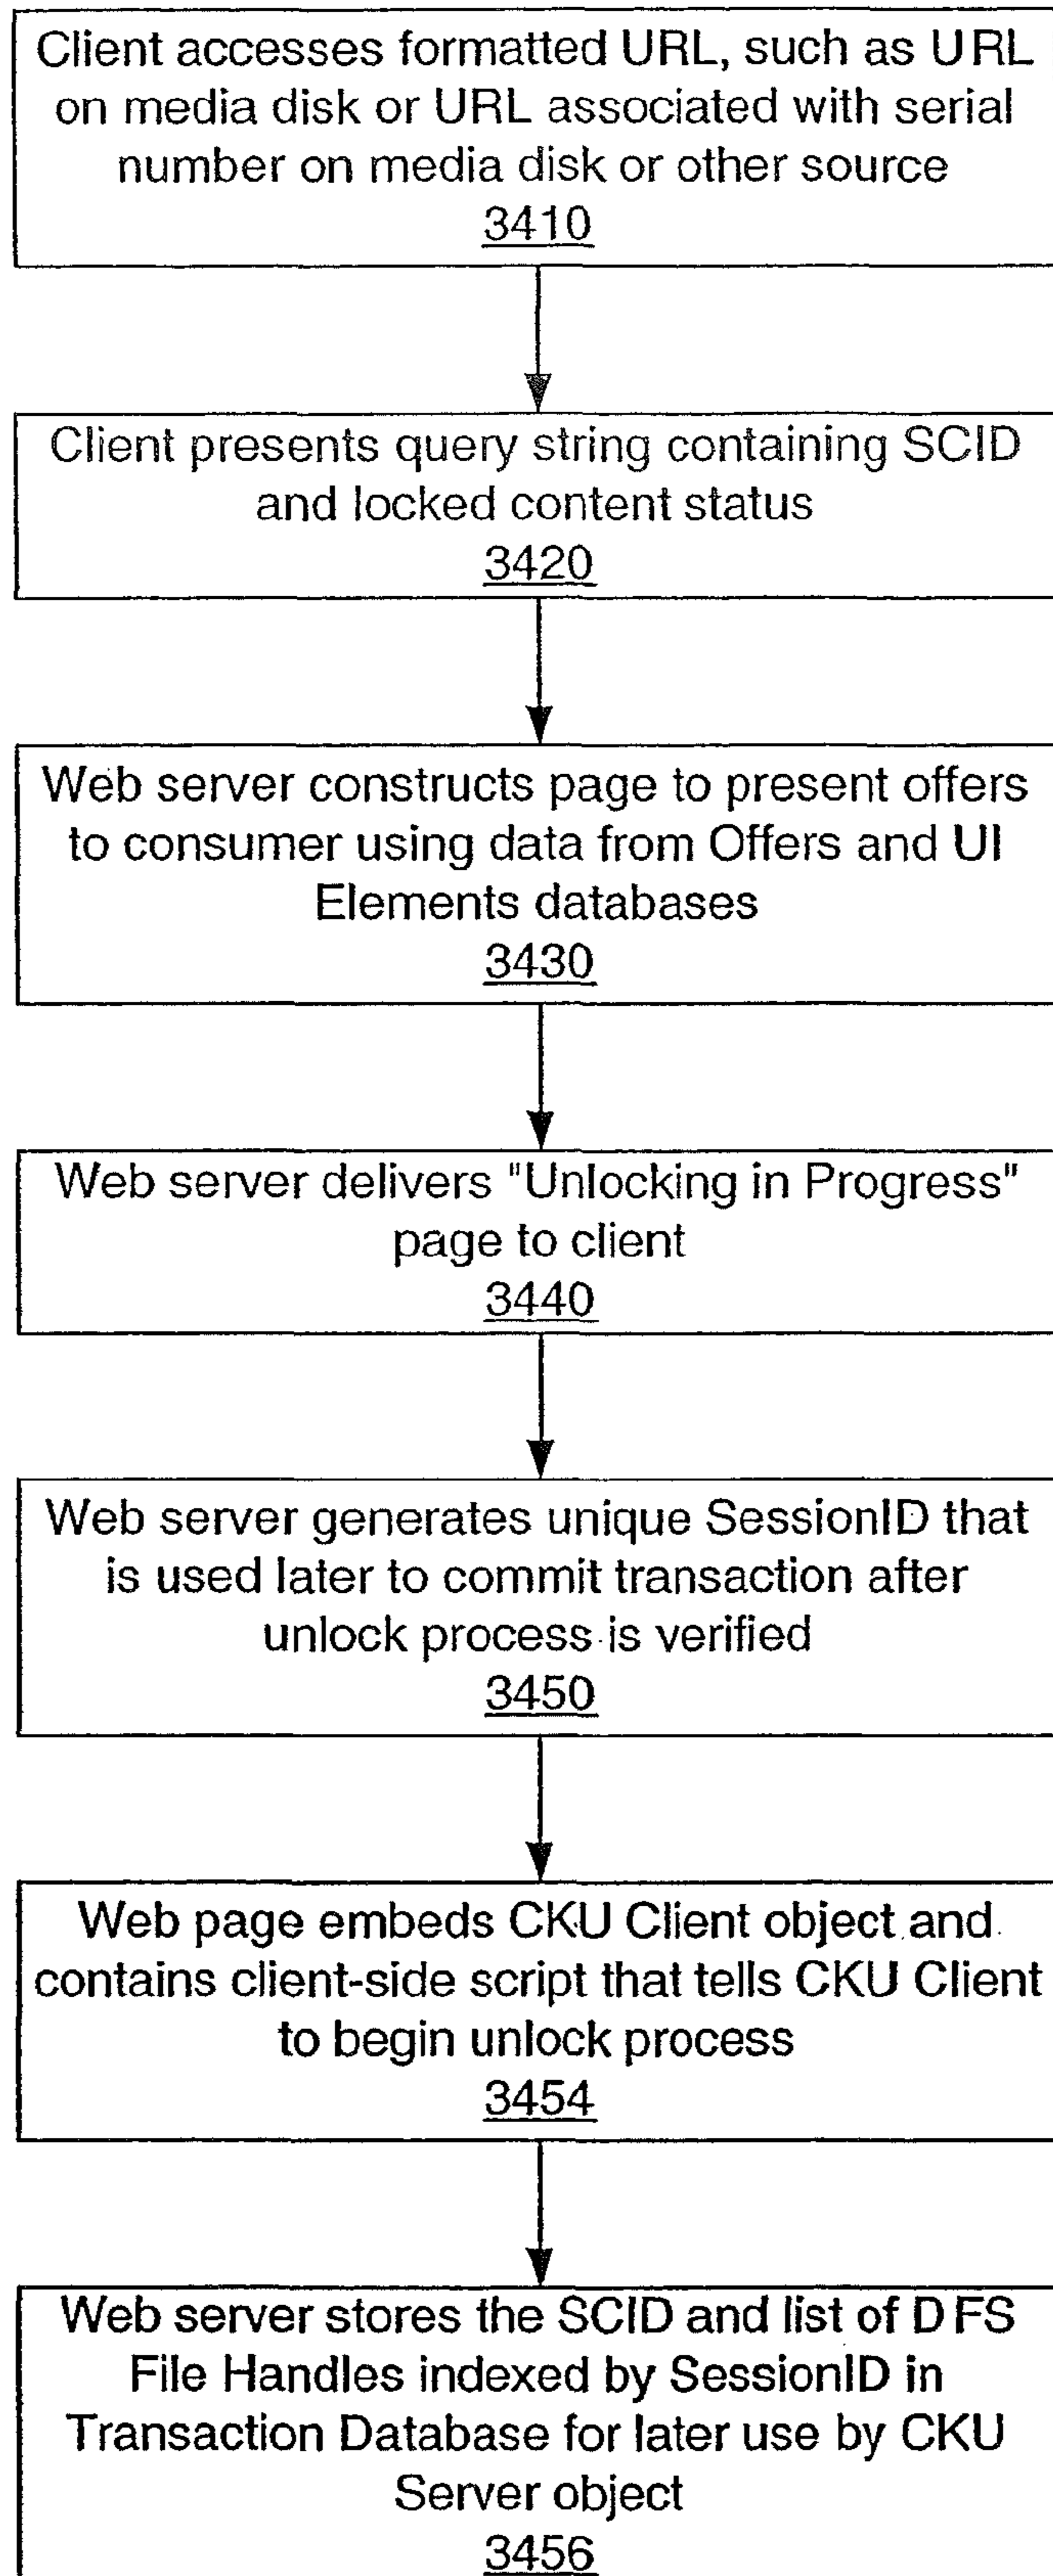 Client accesses formatted URL, such as URL
on media disk or URL associated with serial
number on media disk or other source
3410
Client presents query string containing SCID
and locked content status
3420
Web server constructs page to present offers
to consumer using data from Offers and UI
Elements databases
3430
Web server delivers "Unlocking in Progress"
page to client
3440
Web server generates unique SessionID that
is used later to commit transaction after
unlock process is verified
3450
Web page embeds CKU Client object and
contains client-side script that tells CKU Client
to begin unlock process
3454
Web server stores the SCID and list of DFS
File Handles indexed by SessionID in
Transaction Database for later use by CKU
Server object
3456